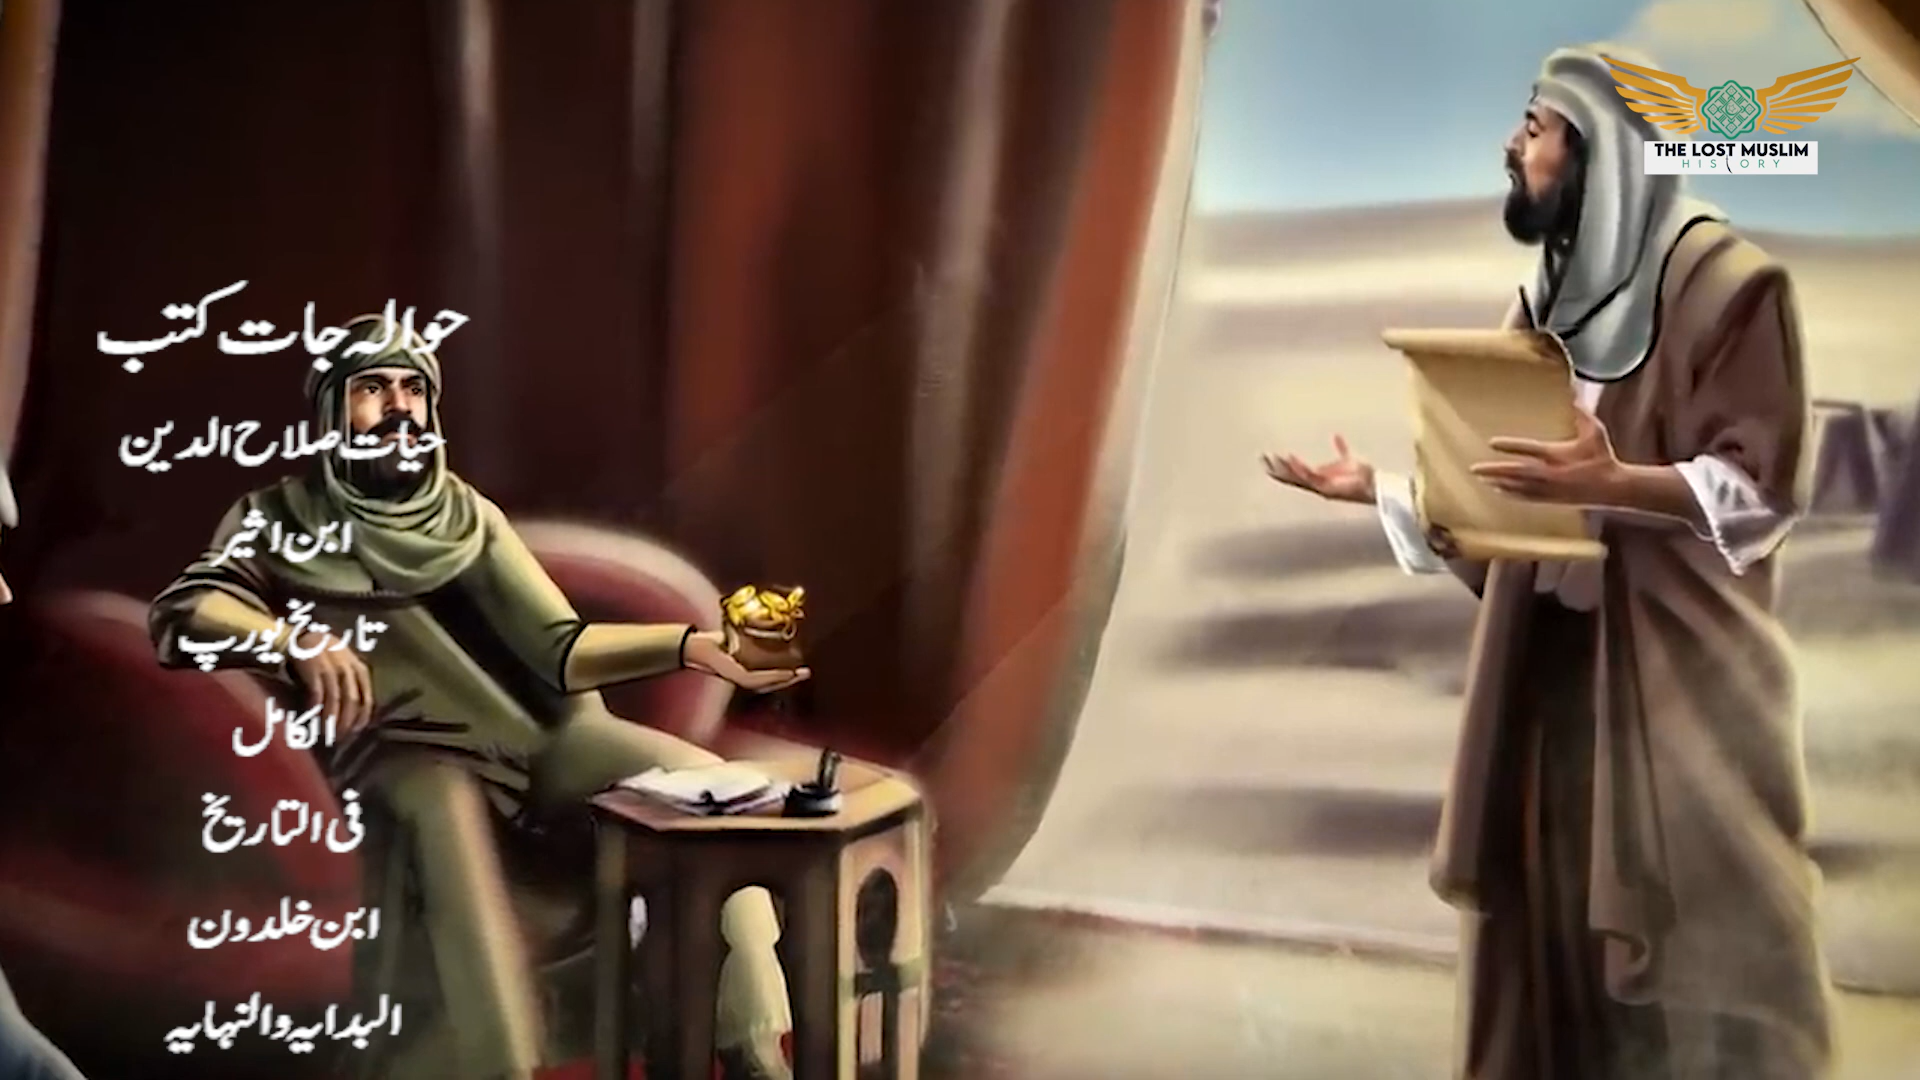 THE LOST MUSLIM
HISTORY
حوالہ جات کتب
حیات صلاح الدین
ابن اثیر
تاریخ یورپ
الکامل
فی التاریخ
ابن خلدون
البدایہ والنہایہ